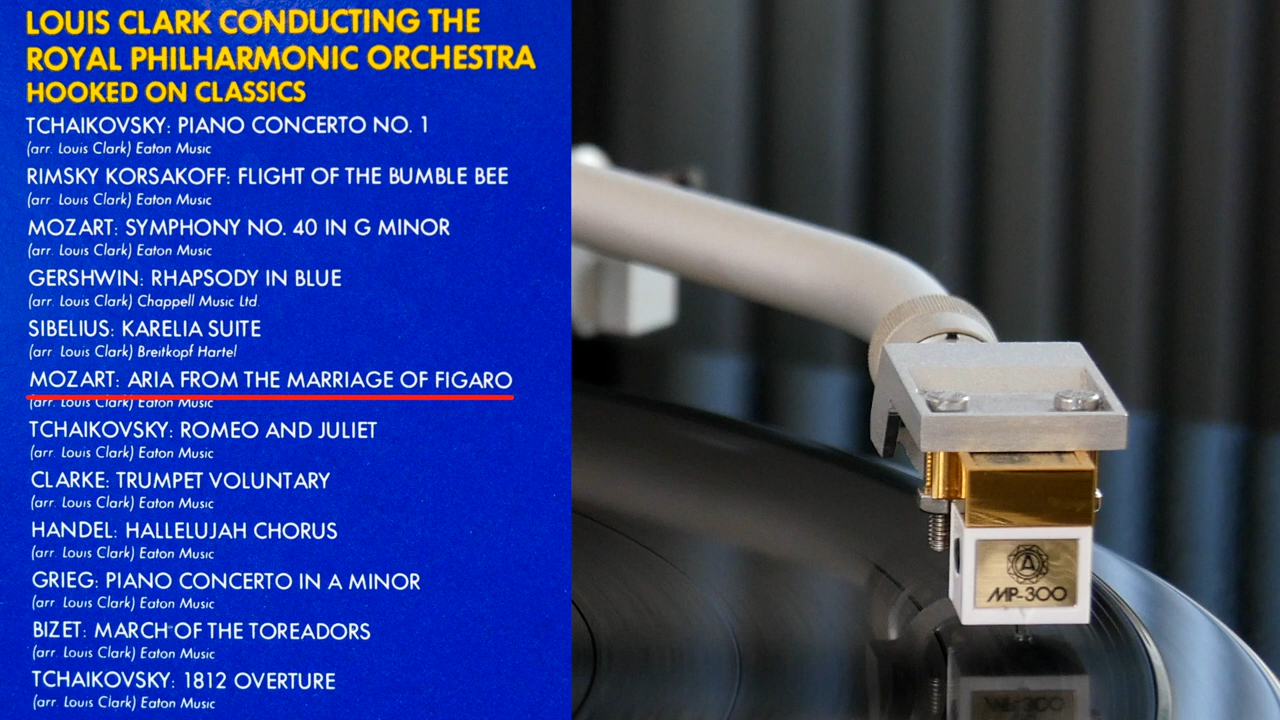 LOUIS CLARK CONDUCTING THE
ROYAL PHILHARMONIC ORCHESTRA
HOOKED ON CLASSICS
TCHAIKOVSKY: PIANO CONCERTO NO. 1
(arr. Louis Clark) Eaton Music
RIMSKY KORSAKOFF: FLIGHT OF THE BUMBLE BEE
(arr. Louis Clark) Eaton Music
MOZART: SYMPHONY NO. 40 IN G MINOR
(arr. Louis Clark) Eaton Music
GERSHWIN: RHAPSODY IN BLUE
(arr. Louis Clark) Chappell Music Ltd.
SIBELIUS: KARELIA SUITE
(arr. Louis Clark) Breitkopf Hartel
MOZART: ARIA FROM THE MARRIAGE OF FIGARO
(arr. Louis Clark) Eaton Music
TCHAIKOVSKY: ROMEO AND JULIET
(arr. Louis Clark) Eaton Music
CLARKE: TRUMPET VOLUNTARY
(arr. Louis Clark) Eaton Music
HANDEL: HALLELUJAH CHORUS
(arr. Louis Clark) Eaton Music
GRIEG: PIANO CONCERTO IN A MINOR
(arr. Louis Clark) Eaton Music
BIZET: MARCH OF THE TOREADORS
(arr. Louis Clark) Eaton Music
TCHAIKOVSKY: 1812 OVERTURE
(arr. Louis Clark) Eaton Music
A
MP-300